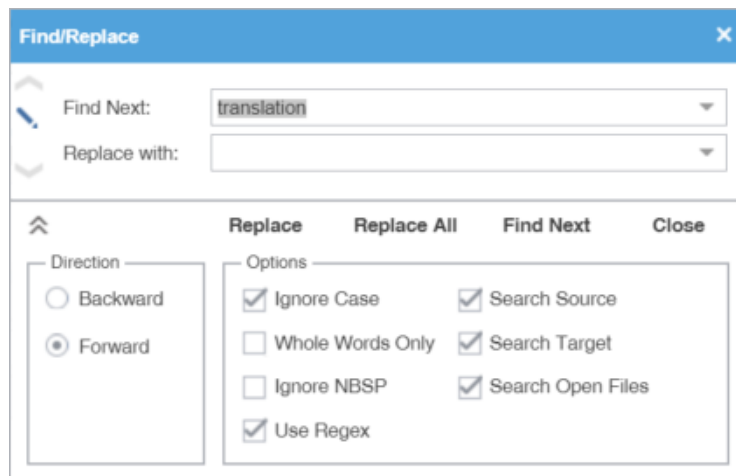 Find/Replace
Find Next: translation
Replace with:
Replace Replace All Find Next Close
Direction
Backward
Forward
Options
Ignore Case Search Source
Whole Words Only Search Target
Ignore NBSP Search Open Files
Use Regex